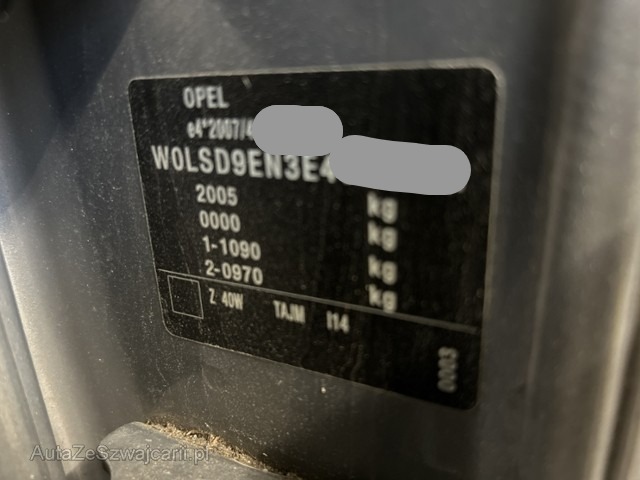 OPEL
e4*2007/4
W0LSD9EN3E4
2005 kg
0000 kg
1-1090 kg
2-0970 kg
Z 40W TAJM I14
0003
AutaZeSzwajcarii.pl